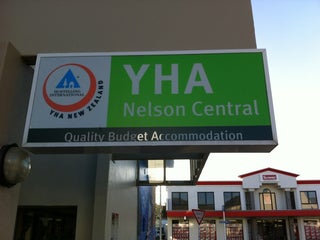 HOSTELLING
INTERNATIONAL
YHA NEW ZEALAND
YHA
Nelson Central
Quality Budget Accommodation